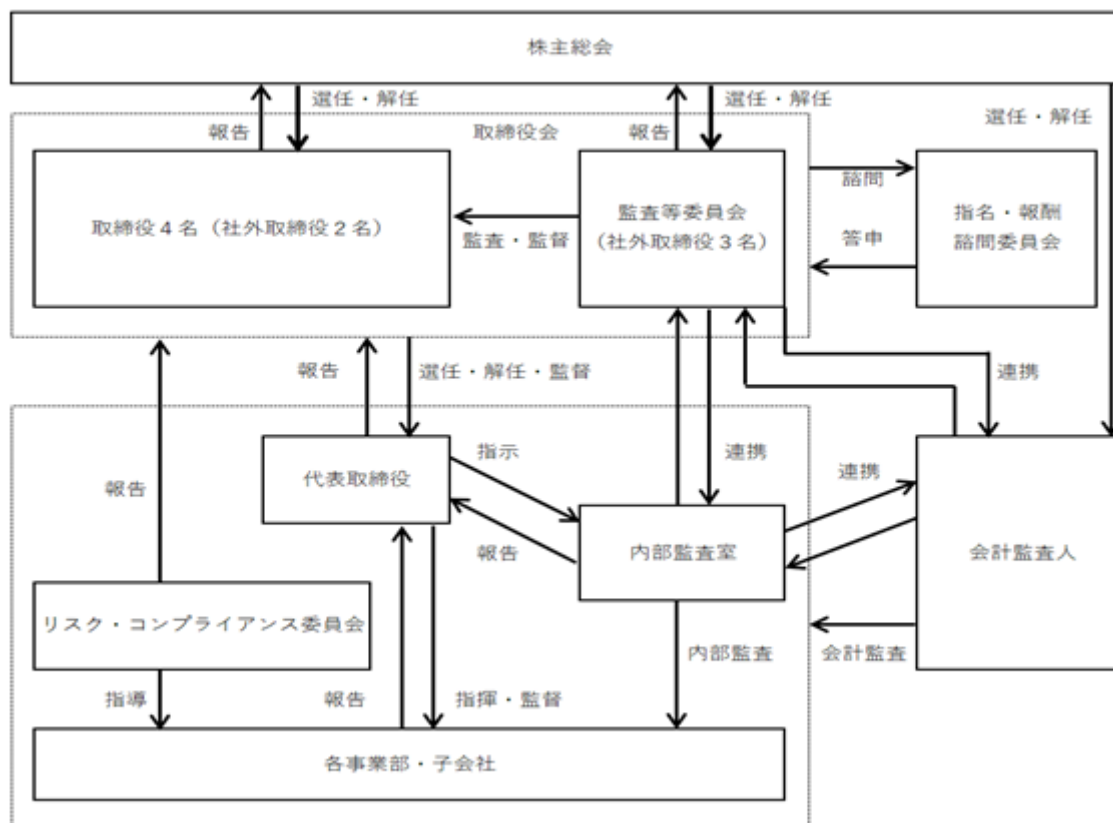 株主総会
選任・解任
選任・解任
選任・解任
報告
取締役会
報告
取締役４名（社外取締役２名）
監査等委員会
（社外取締役３名）
監査・監督
諮問
答申
指名・報酬
諮問委員会
報告
選任・解任・監督
連携
代表取締役
指示
連携
連携
報告
報告
内部監査室
会計監査人
リスク・コンプライアンス委員会
内部監査
会計監査
指導
報告
指揮・監督
各事業部・子会社